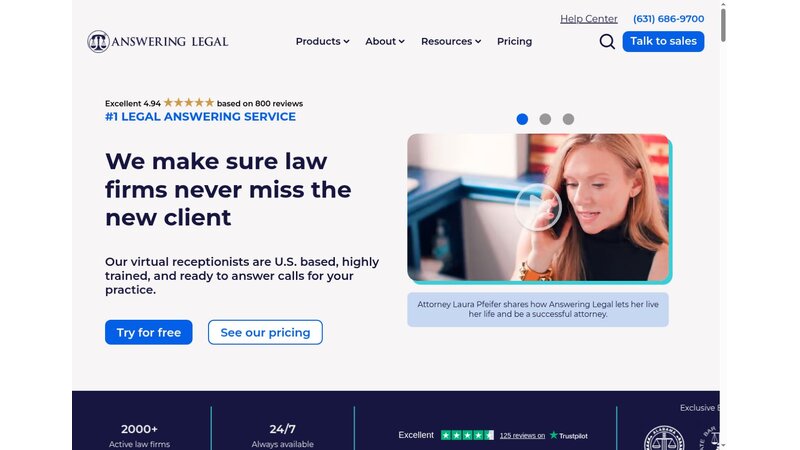 Help Center (631) 686-9700
ANSWERING LEGAL Products About Resources Pricing Talk to sales
Excellent 4.94 ★★★★★ based on 800 reviews
#1 LEGAL ANSWERING SERVICE
We make sure law
firms never miss the
new client
Our virtual receptionists are U.S. based, highly
trained, and ready to answer calls for your
practice.
Try for free See our pricing
Attorney Laura Pfeifer shares how Answering Legal lets her live
her life and be a successful attorney.
Exclusive
2000+ 24/7
Excellent 125 reviews on Trustpilot
Active law firms Always available